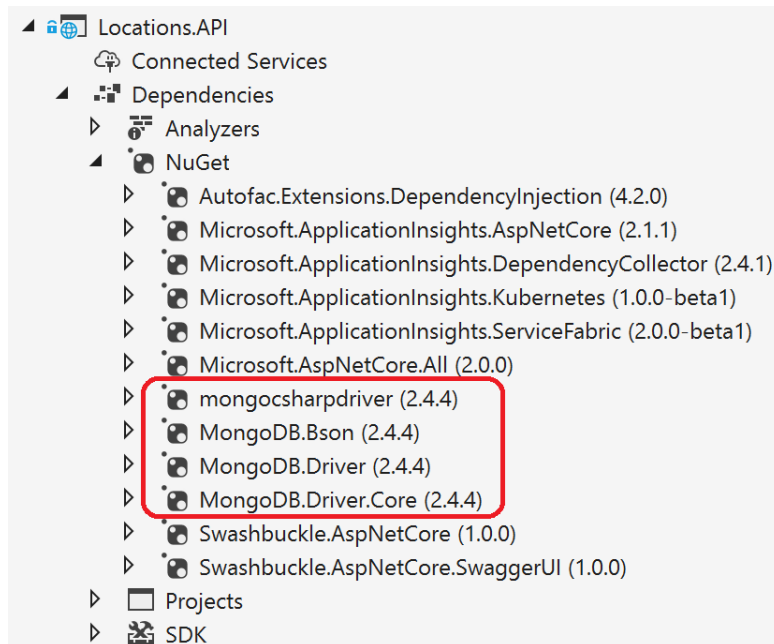 Locations.API
Connected Services
Dependencies
Analyzers
NuGet
Autofac.Extensions.DependencyInjection (4.2.0)
Microsoft.ApplicationInsights.AspNetCore (2.1.1)
Microsoft.ApplicationInsights.DependencyCollector (2.4.1)
Microsoft.ApplicationInsights.Kubernetes (1.0.0-beta1)
Microsoft.ApplicationInsights.ServiceFabric (2.0.0-beta1)
Microsoft.AspNetCore.All (2.0.0)
mongocsharpdriver (2.4.4)
MongoDB.Bson (2.4.4)
MongoDB.Driver (2.4.4)
MongoDB.Driver.Core (2.4.4)
Swashbuckle.AspNetCore (1.0.0)
Swashbuckle.AspNetCore.SwaggerUI (1.0.0)
Projects
SDK